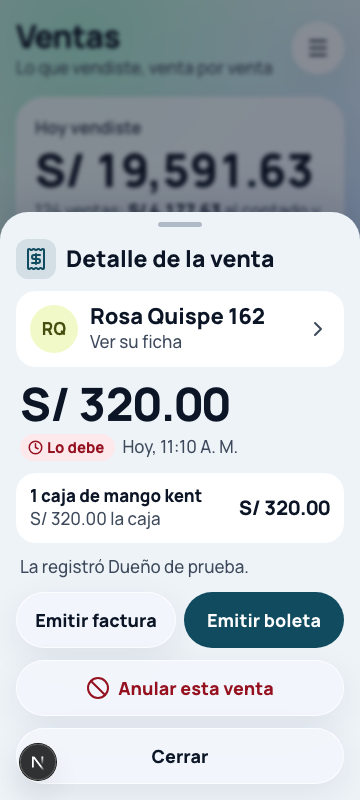 Ventas
Lo que vendiste, venta por venta
Hoy vendiste
S/ 19,591.63
Detalle de la venta
RQ
Rosa Quispe 162
Ver su ficha
S/ 320.00
Lo debe
Hoy, 11:10 A. M.
1 caja de mango kent
S/ 320.00
S/ 320.00 la caja
La registró Dueño de prueba.
Emitir factura
Emitir boleta
Anular esta venta
N
Cerrar